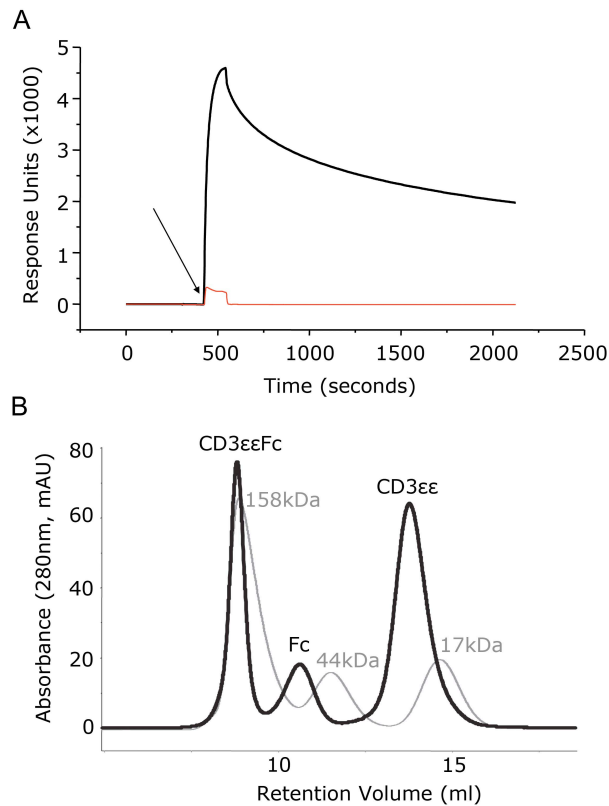 A
Response Units (x1000)
5
4
3
2
1
0
0 500 1000 1500 2000 2500
Time (seconds)
B
Absorbance (280nm, mAU)
80
60
40
20
0
CD3εεFc
158kDa
Fc
44kDa
CD3εε
17kDa
10 15
Retention Volume (ml)